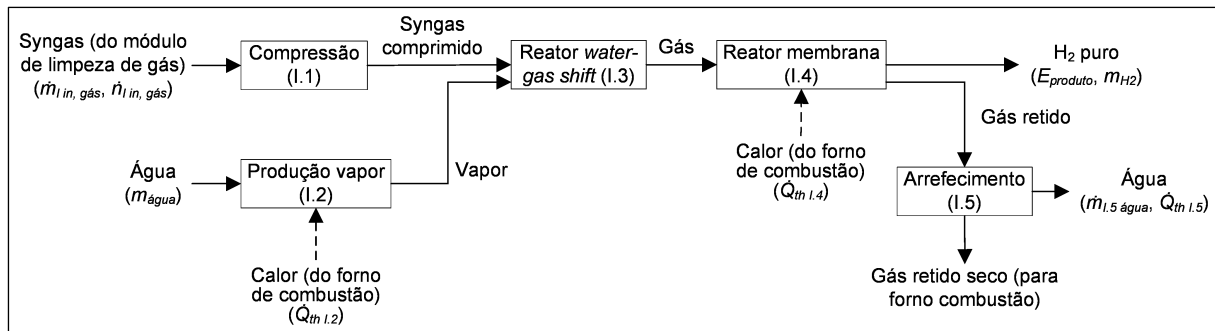 Syngas (do módulo
de limpeza de gás)
(ṁI in, gás, ṅI in, gás)
Compressão
(I.1)
Syngas
comprimido
Reator water-
gas shift (I.3)
Gás
Reator membrana
(I.4)
H2 puro
(Eproduto, mH2)
Gás retido
Água
(mágua)
Produção vapor
(I.2)
Vapor
Calor (do forno
de combustão)
(Q̇th I.2)
Calor (do forno
de combustão)
(Q̇th I.4)
Arrefecimento
(I.5)
Água
(ṁI.5 água, Q̇th I.5)
Gás retido seco (para
forno combustão)